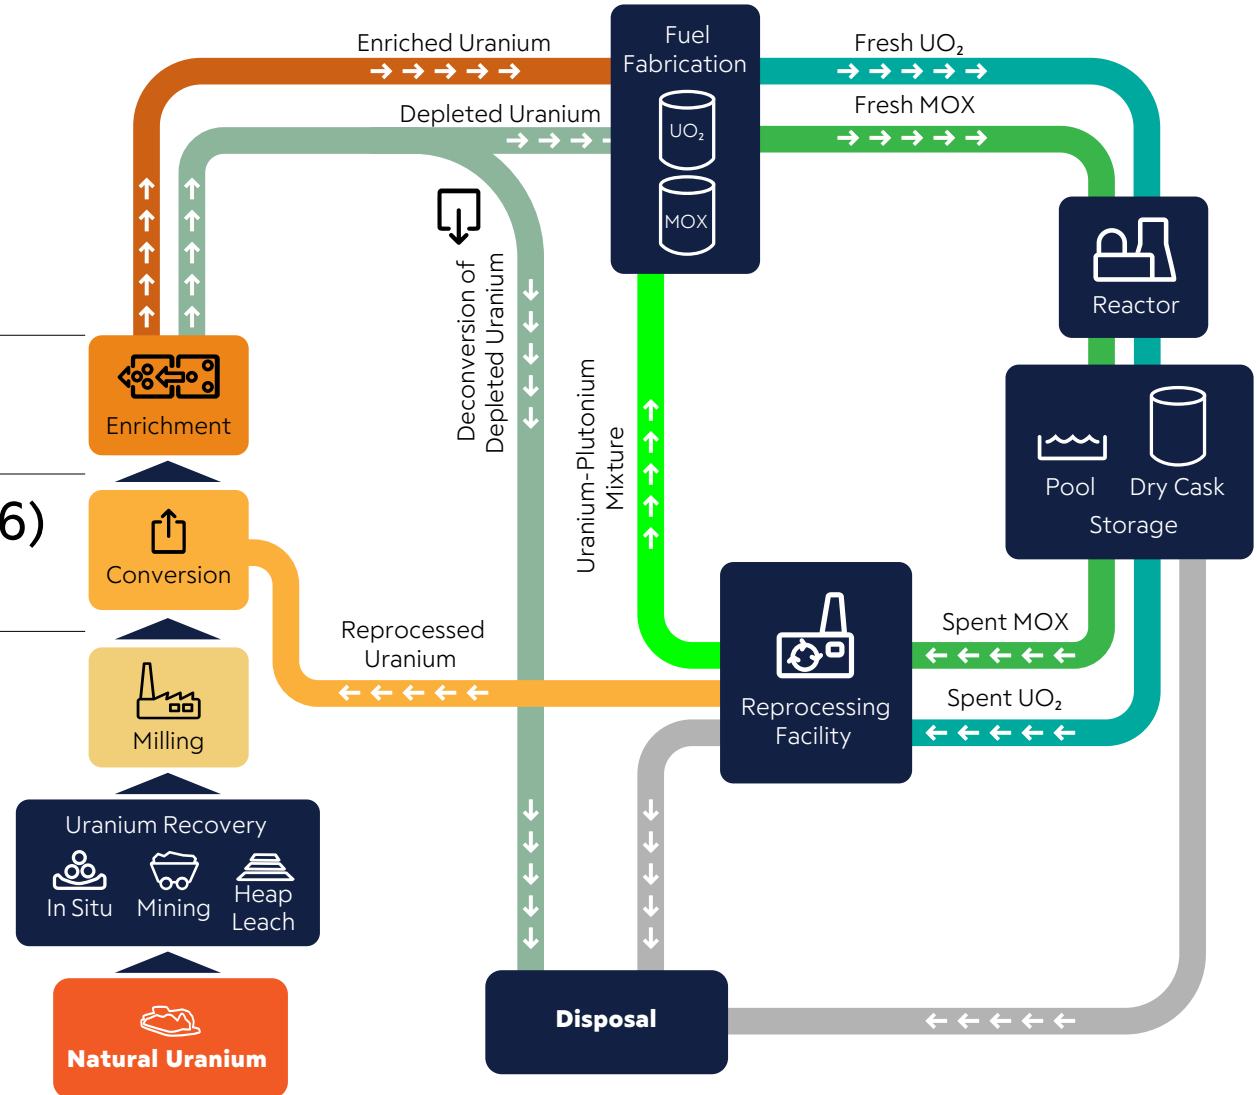 Enriched Uranium
Depleted Uranium
Fuel
Fabrication
UO₂
MOX
Fresh UO₂
Fresh MOX
Reactor
Pool
Dry Cask
Storage
Deconversion of
Depleted Uranium
Uranium-Plutonium
Mixture
Enrichment
6)
Conversion
Reprocessed
Uranium
Spent MOX
Spent UO₂
Reprocessing
Facility
Milling
Uranium Recovery
In Situ
Mining
Heap
Leach
Disposal
Natural Uranium